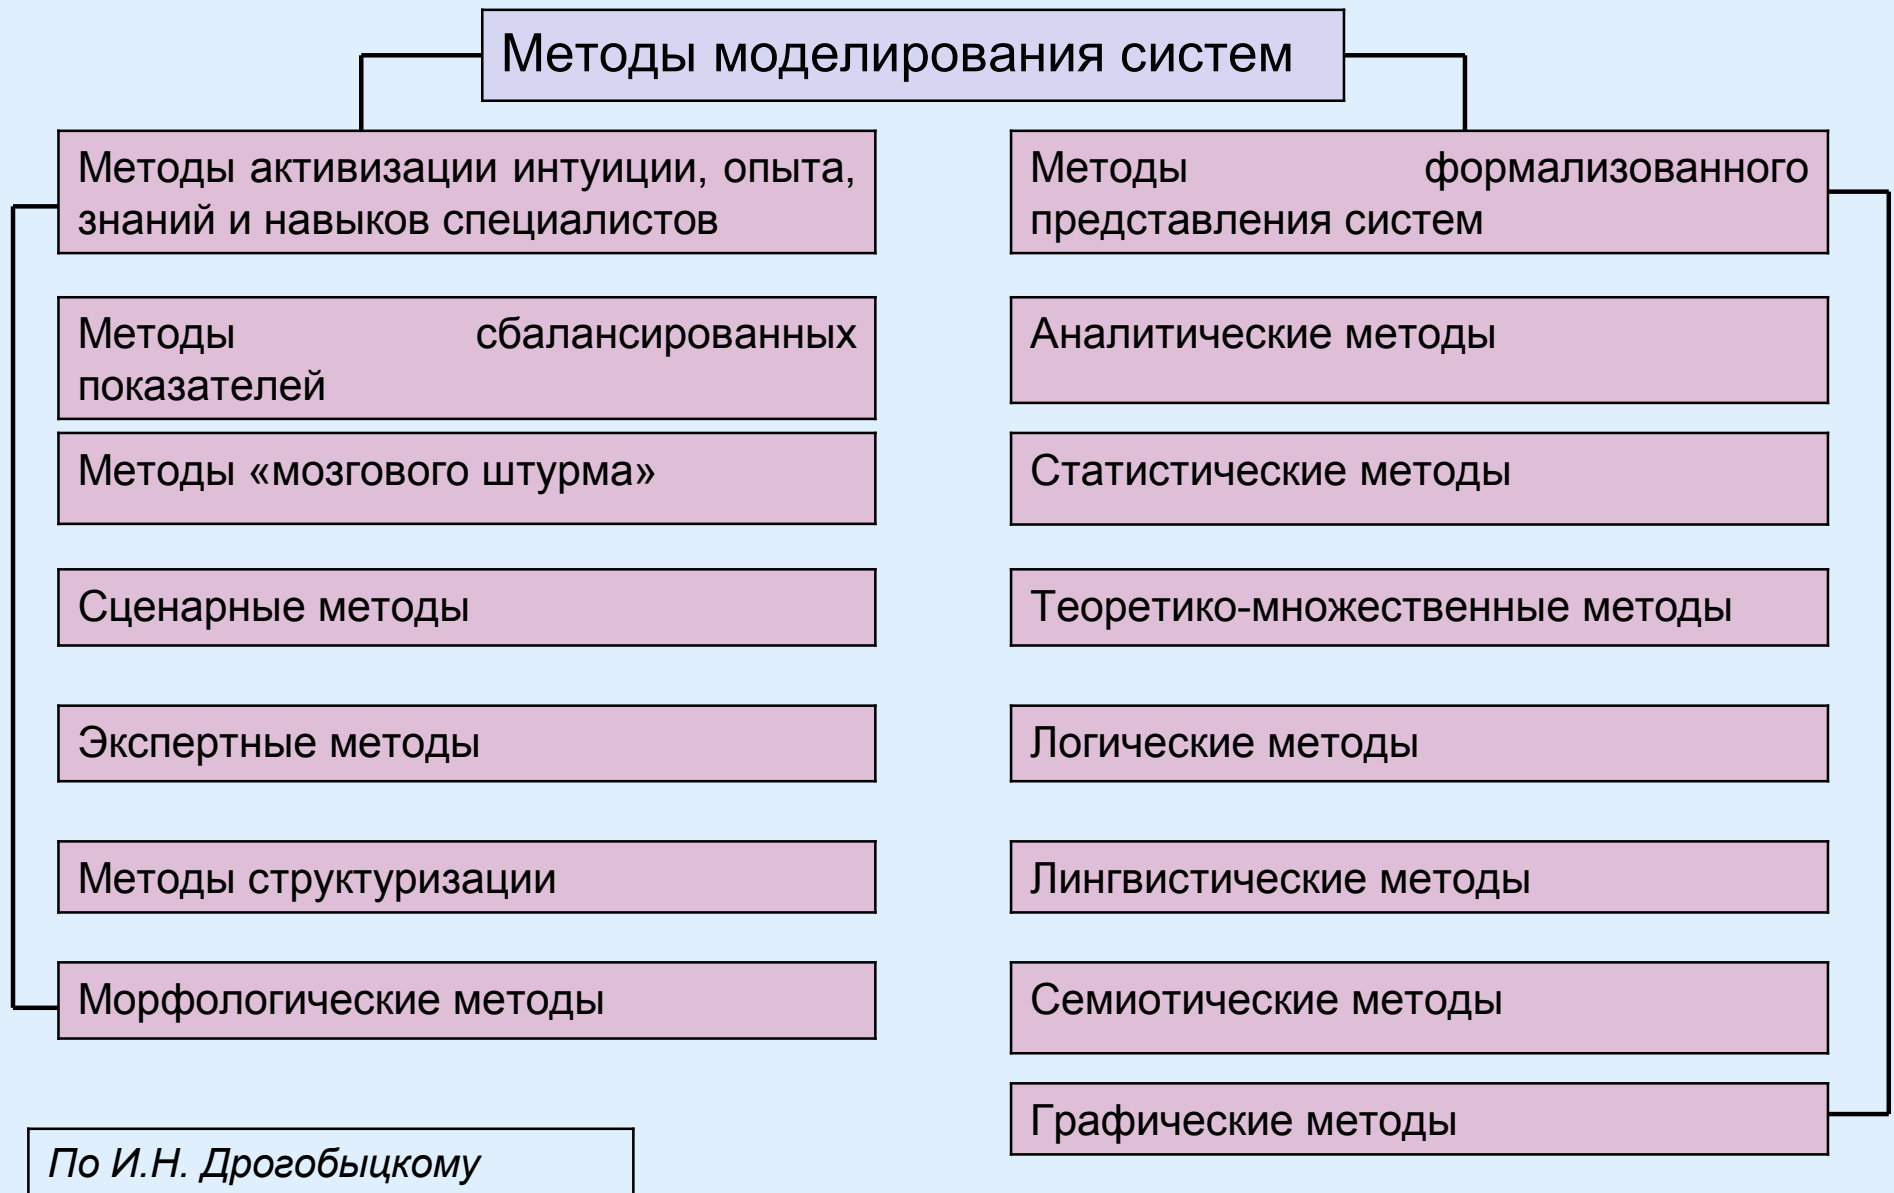 Методы моделирования систем
Методы активизации интуиции, опыта,
знаний и навыков специалистов
Методы сбалансированных
показателей
Методы «мозгового штурма»
Сценарные методы
Экспертные методы
Методы структуризации
Морфологические методы
Методы формализованного
представления систем
Аналитические методы
Статистические методы
Теоретико-множественные методы
Логические методы
Лингвистические методы
Семиотические методы
Графические методы
По И.Н. Дрогобыцкому